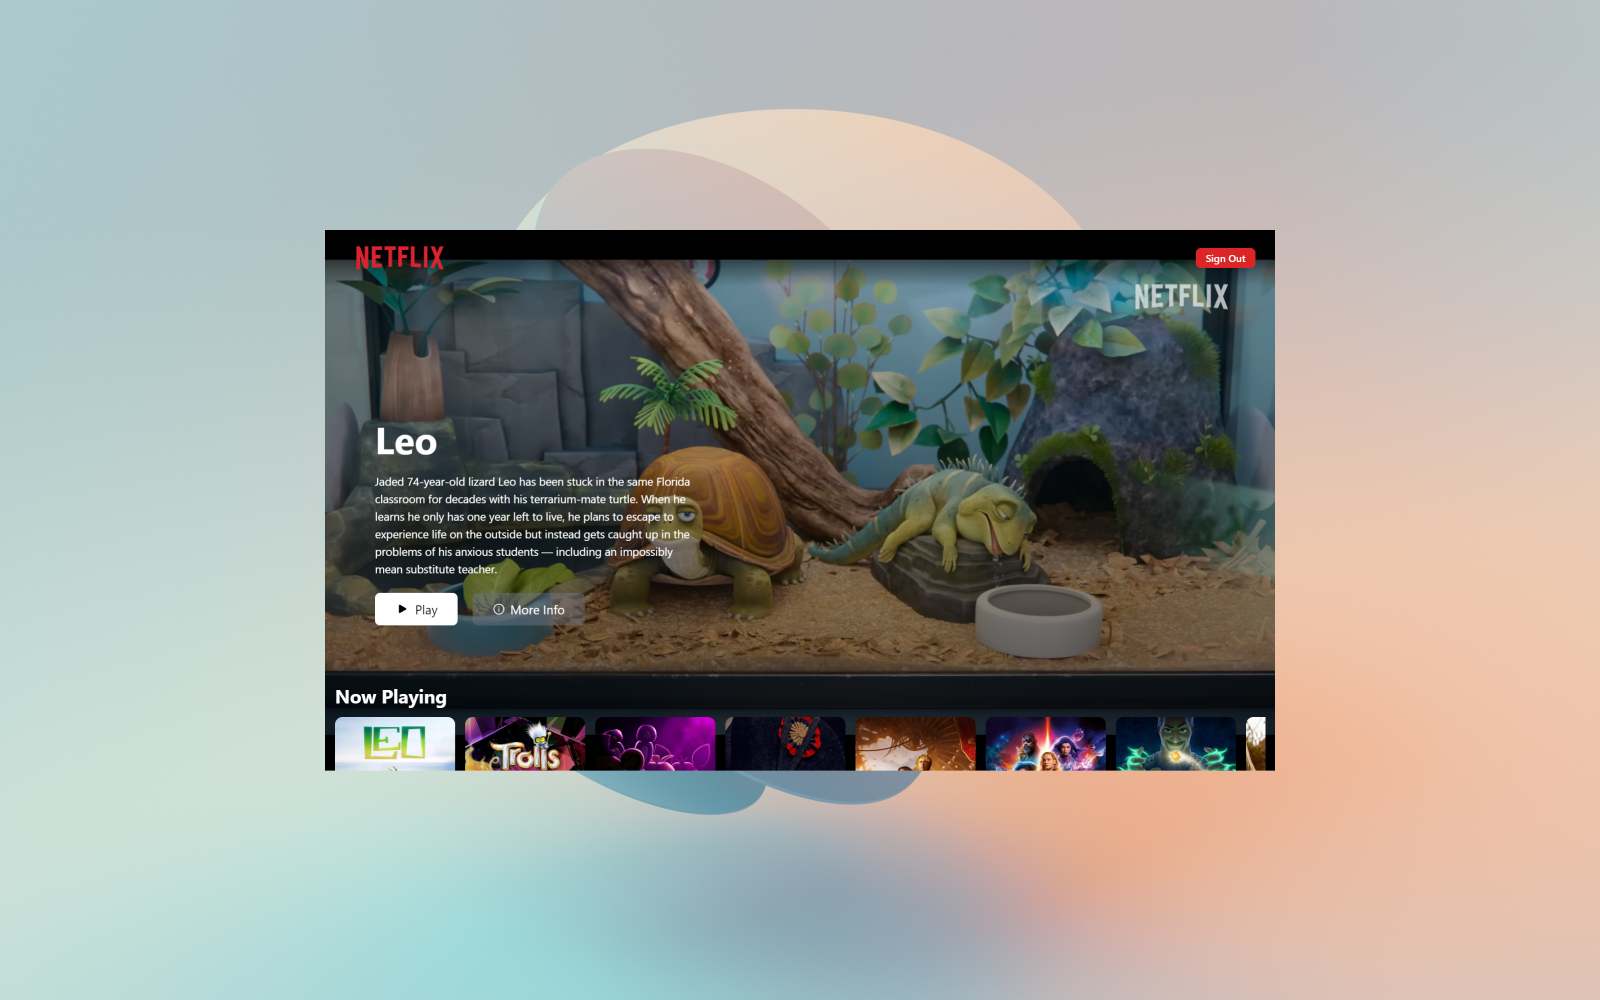 NETFLIX
Sign Out
NETFLIX
Leo
Jaded 74-year-old lizard Leo has been stuck in the same Florida
classroom for decades with his terrarium-mate turtle. When he
learns he only has one year left to live, he plans to escape to
experience life on the outside but instead gets caught up in the
problems of his anxious students — including an impossibly
mean substitute teacher.
Play
More Info
Now Playing
LEO
Trolls